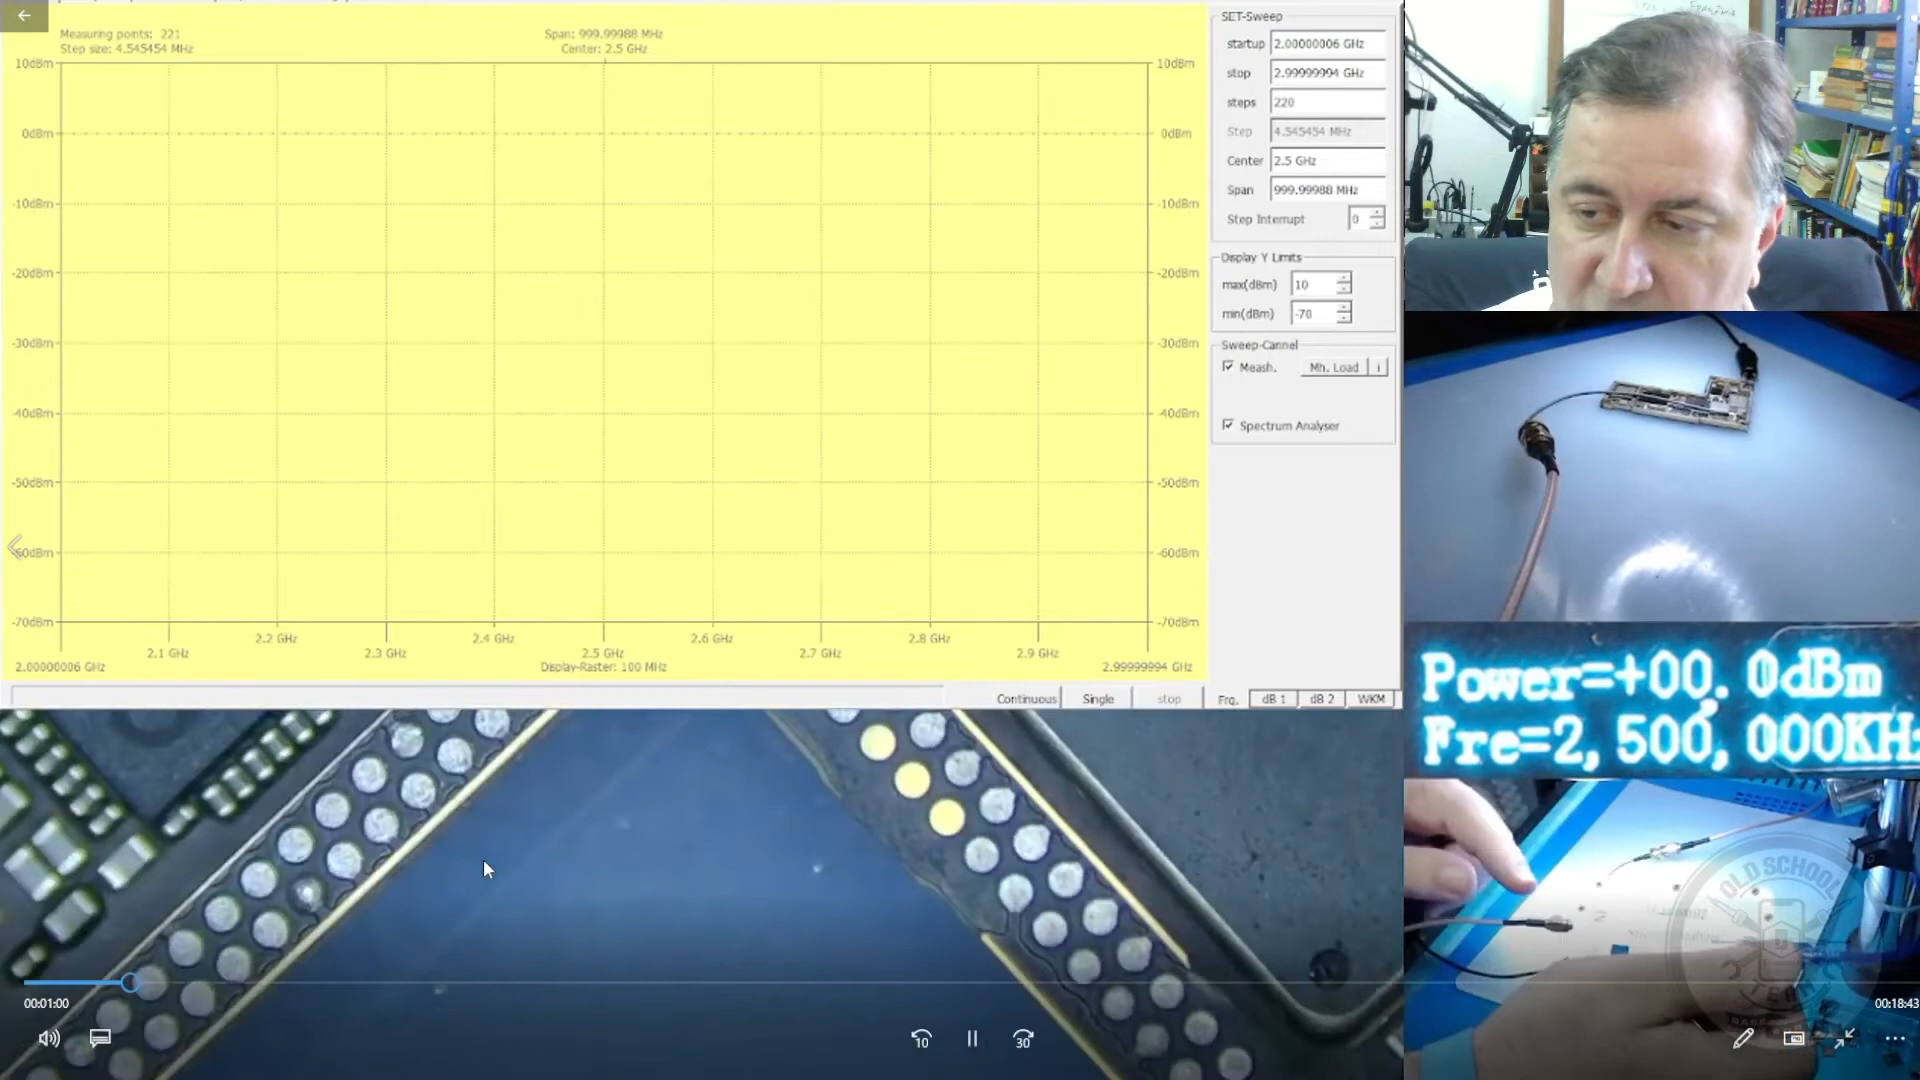 Measuring points: 221
Step size: 4.545454 MHz
Span: 999.99988 MHz
Center: 2.5 GHz
10dBm
0dBm
-10dBm
-20dBm
-30dBm
-40dBm
-50dBm
-60dBm
-70dBm
10dBm
0dBm
-10dBm
-20dBm
-30dBm
-40dBm
-50dBm
-60dBm
-70dBm
2.1 GHz
2.2 GHz
2.3 GHz
2.4 GHz
2.5 GHz
2.6 GHz
2.7 GHz
2.8 GHz
2.9 GHz
2.00000006 GHz
Display-Raster: 100 MHz
2.99999994 GHz
Continuous
Single
stop
SET-Sweep
startup 2.00000006 GHz
stop 2.99999994 GHz
steps 220
Step 4.545454 MHz
Center 2.5 GHz
Span 999.99988 MHz
Step Interrupt 0
Display Y Limits
max(dBm) 10
min(dBm) -70
Sweep-Cannel
Meash. Mh. Load i
Spectrum Analyser
Frq. dB 1 dB 2 WKM
Power=+00.0dBm
Fre=2,500,000KHz
OLD SCHOOL
00:01:00
00:18:43
10
30